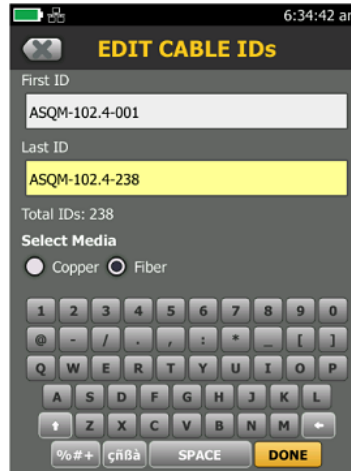 6:34:42 am
EDIT CABLE IDs
First ID
ASQM-102.4-001
Last ID
ASQM-102.4-238
Total IDs: 238
Select Media
Copper Fiber
1 2 3 4 5 6 7 8 9 0
@ - / . , : * _ [ ]
Q W E R T Y U I O P
A S D F G H J K L
Z X C V B N M
%#+ çñßà SPACE DONE